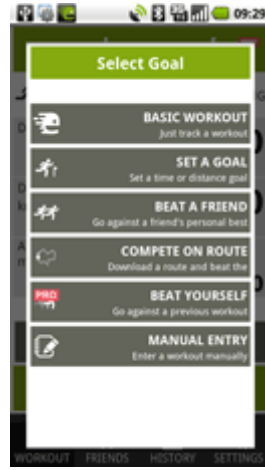 09:29
Select Goal
BASIC WORKOUT
Just track a workout
SET A GOAL
Set a time or distance goal
BEAT A FRIEND
Go against a friend's personal best
COMPETE ON ROUTE
Download a route and beat the
PRO
BEAT YOURSELF
Go against a previous workout
MANUAL ENTRY
Enter a workout manually
WORKOUT FRIENDS HISTORY SETTINGS